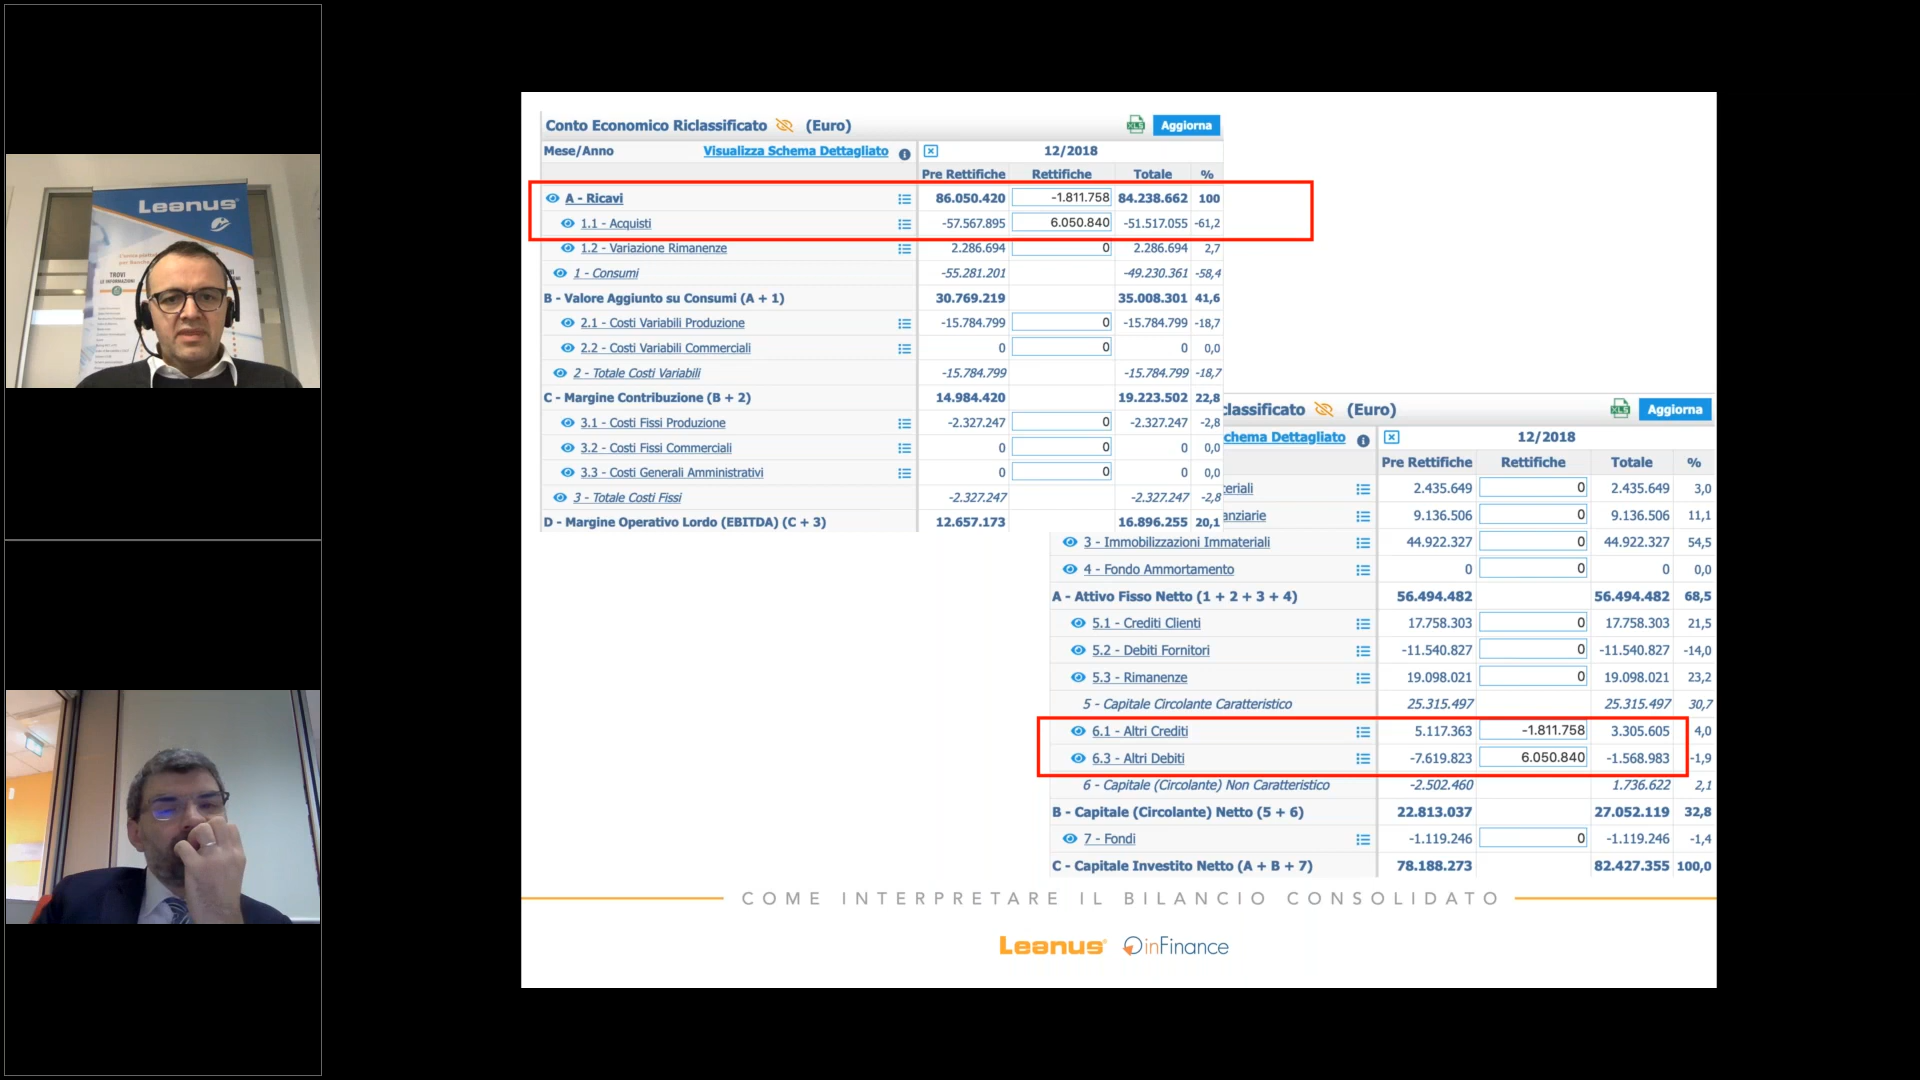 Leanus
TROVI
LE INFORMAZIONI
Conto Economico Riclassificato (Euro) XLS Aggiorna
Mese/Anno Visualizza Schema Dettagliato 12/2018
Pre Rettifiche Rettifiche Totale %
A - Ricavi 86.050.420 -1.811.758 84.238.662 100
1.1 - Acquisti -57.567.895 6.050.840 -51.517.055 -61,2
1.2 - Variazione Rimanenze 2.286.694 0 2.286.694 2,7
1 - Consumi -55.281.201 -49.230.361 -58,4
B - Valore Aggiunto su Consumi (A + 1) 30.769.219 35.008.301 41,6
2.1 - Costi Variabili Produzione -15.784.799 0 -15.784.799 -18,7
2.2 - Costi Variabili Commerciali 0 0 0 0,0
2 - Totale Costi Variabili -15.784.799 -15.784.799 -18,7
C - Margine Contribuzione (B + 2) 14.984.420 19.223.502 22,8
3.1 - Costi Fissi Produzione -2.327.247 0 -2.327.247 -2,8
3.2 - Costi Fissi Commerciali 0 0 0 0,0
3.3 - Costi Generali Amministrativi 0 0 0 0,0
3 - Totale Costi Fissi -2.327.247 -2.327.247 -2,8
D - Margine Operativo Lordo (EBITDA) (C + 3) 12.657.173 16.896.255 20,1
classificato (Euro) XLS Aggiorna
chema Dettagliato 12/2018
Pre Rettifiche Rettifiche Totale %
eriali 2.435.649 0 2.435.649 3,0
anziarie 9.136.506 0 9.136.506 11,1
3 - Immobilizzazioni Immateriali 44.922.327 0 44.922.327 54,5
4 - Fondo Ammortamento 0 0 0 0,0
A - Attivo Fisso Netto (1 + 2 + 3 + 4) 56.494.482 56.494.482 68,5
5.1 - Crediti Clienti 17.758.303 0 17.758.303 21,5
5.2 - Debiti Fornitori -11.540.827 0 -11.540.827 -14,0
5.3 - Rimanenze 19.098.021 0 19.098.021 23,2
5 - Capitale Circolante Caratteristico 25.315.497 25.315.497 30,7
6.1 - Altri Crediti 5.117.363 -1.811.758 3.305.605 4,0
6.3 - Altri Debiti -7.619.823 6.050.840 -1.568.983 -1,9
6 - Capitale (Circolante) Non Caratteristico -2.502.460 1.736.622 2,1
B - Capitale (Circolante) Netto (5 + 6) 22.813.037 27.052.119 32,8
7 - Fondi -1.119.246 0 -1.119.246 -1,4
C - Capitale Investito Netto (A + B + 7) 78.188.273 82.427.355 100,0
COME INTERPRETARE IL BILANCIO CONSOLIDATO
Leanus inFinance